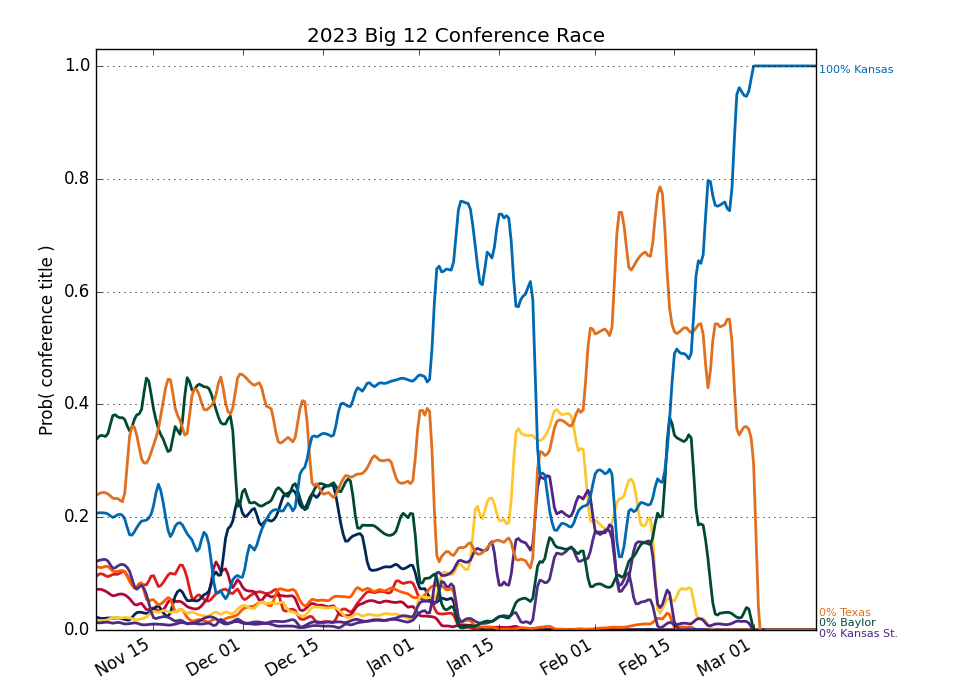 2023 Big 12 Conference Race
Prob( conference title )
1.0
0.8
0.6
0.4
0.2
0.0
Nov 15
Dec 01
Dec 15
Jan 01
Jan 15
Feb 01
Feb 15
Mar 01
100% Kansas
0% Texas
0% Baylor
0% Kansas St.